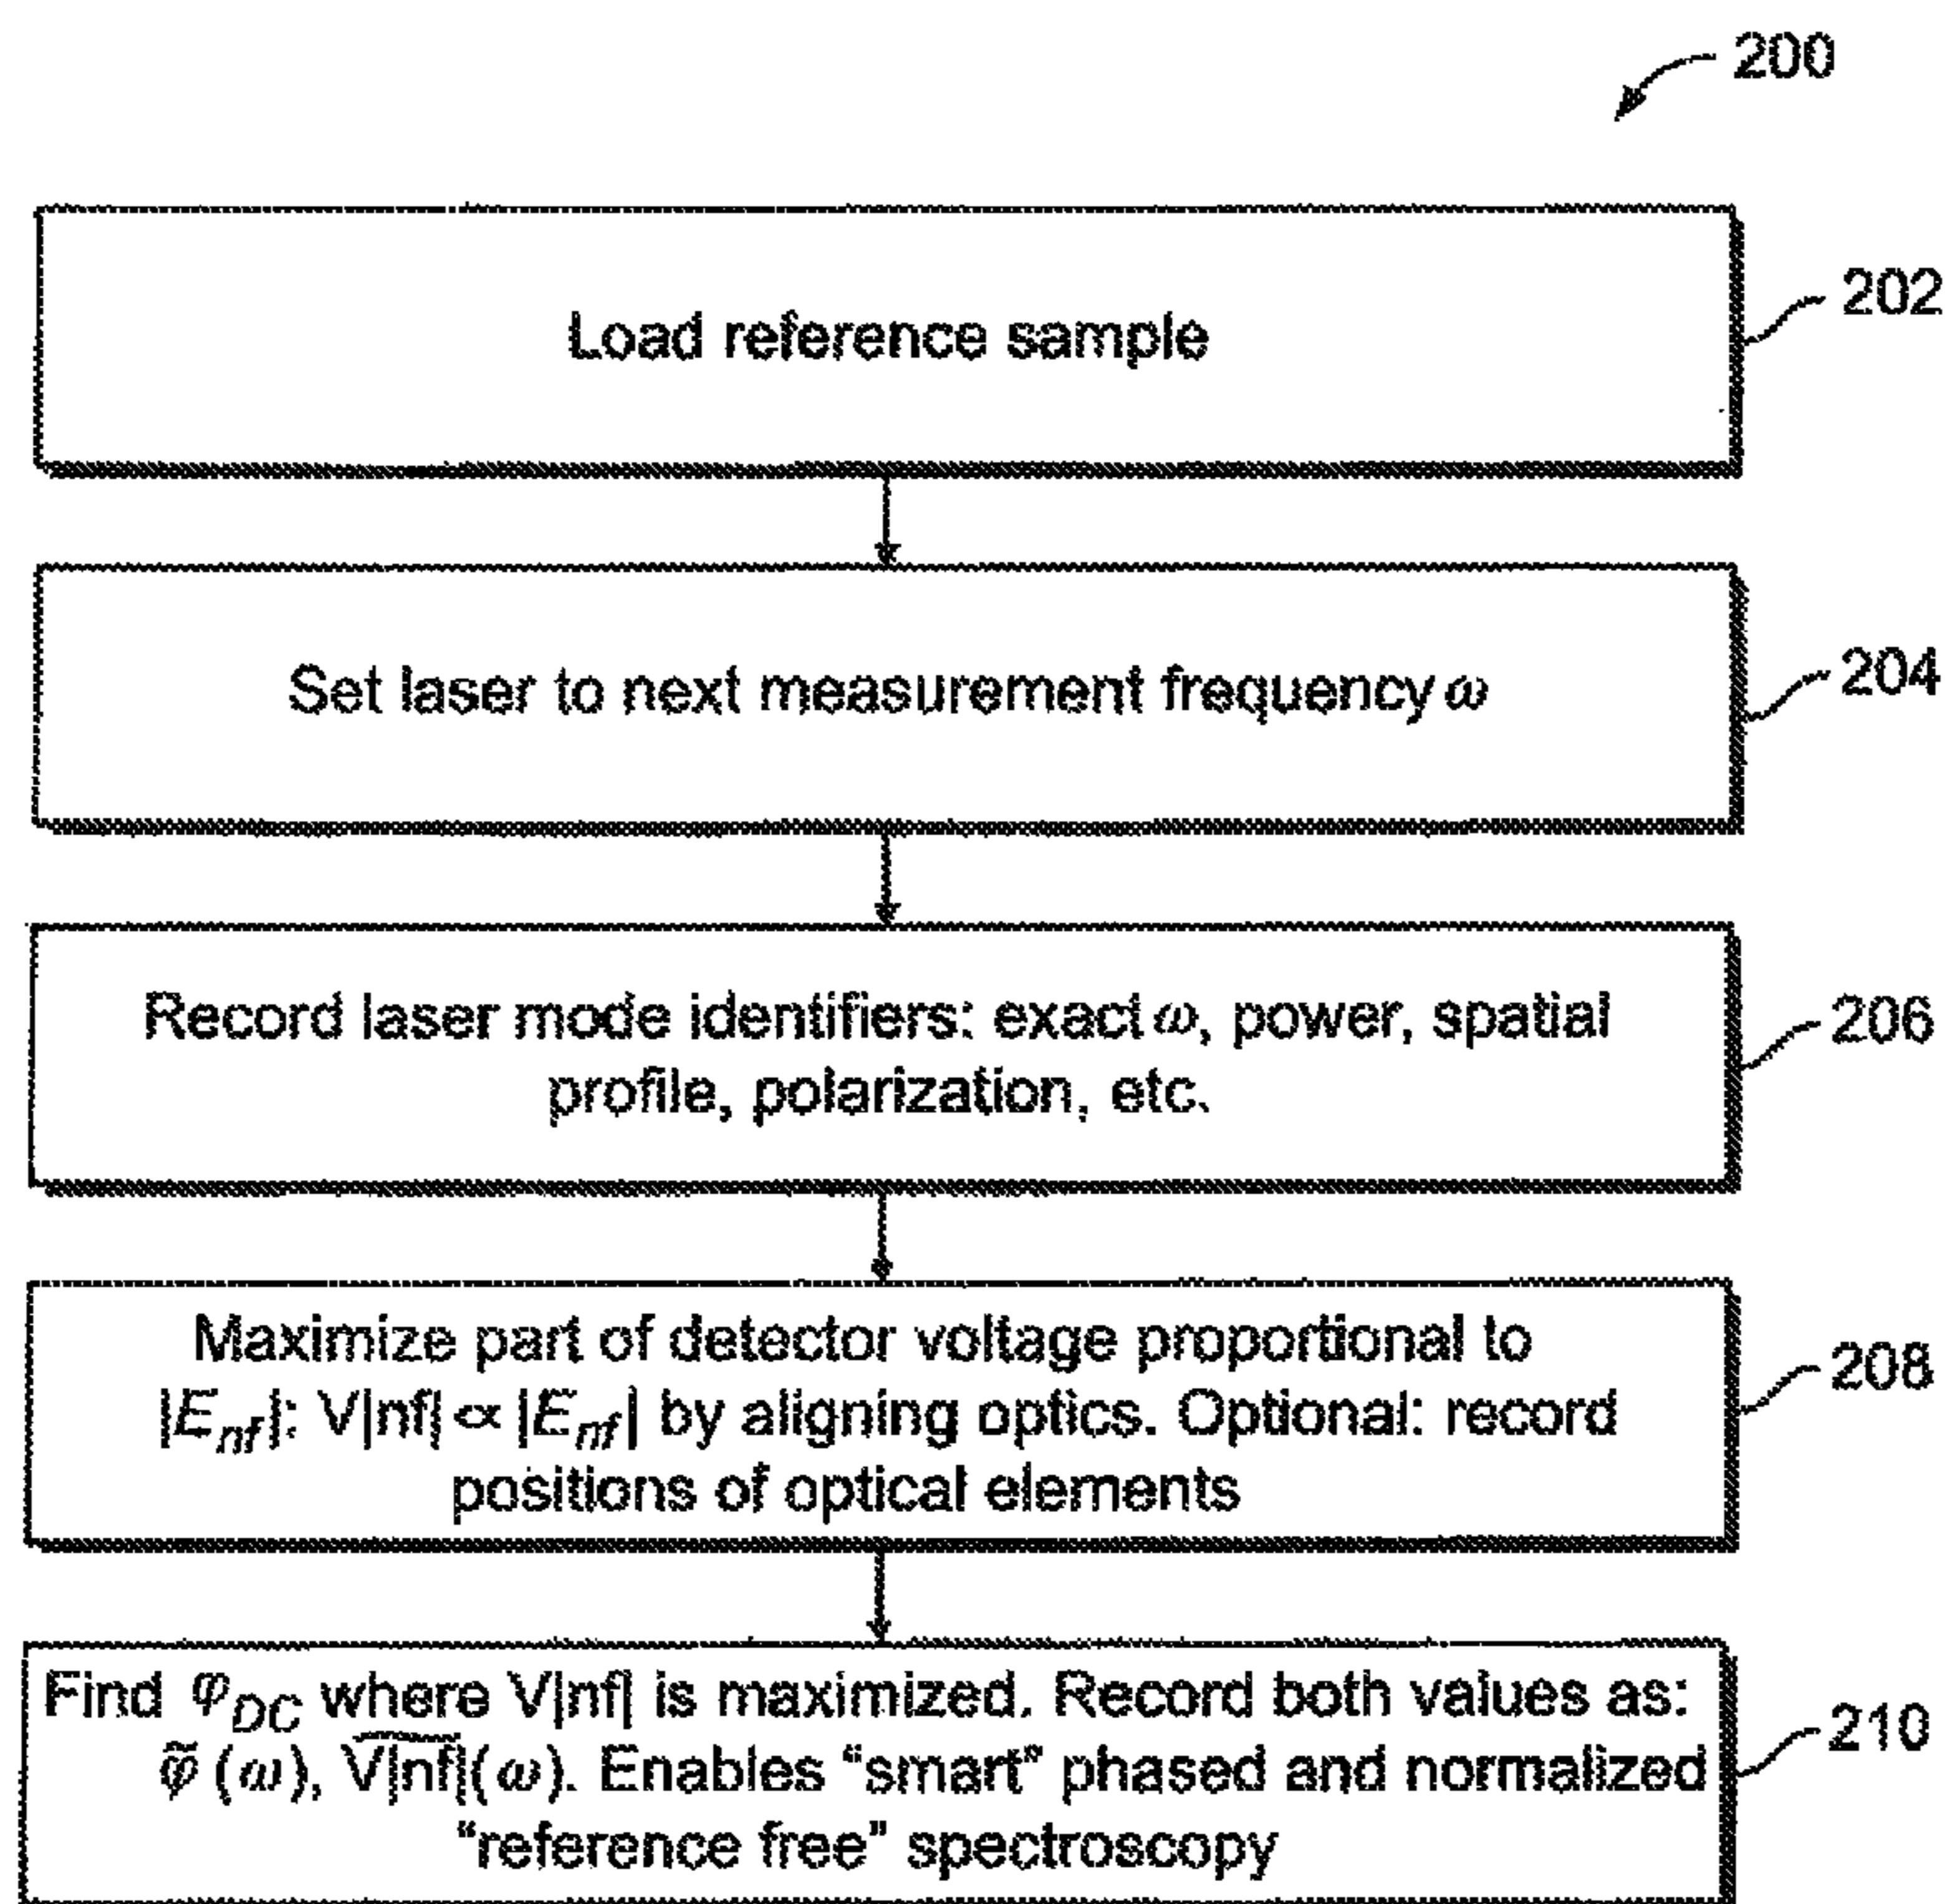 200
Load reference sample
202
Set laser to next measurement frequency ω
204
Record laser mode identifiers: exact ω, power, spatial
profile, polarization, etc.
206
Maximize part of detector voltage proportional to
|Enf|: V|nf| ∝ |Enf| by aligning optics. Optional: record
positions of optical elements
208
Find φDC where V|nf| is maximized. Record both values as:
φ̃ (ω), V͠|nf|(ω). Enables “smart” phased and normalized
“reference free” spectroscopy
210